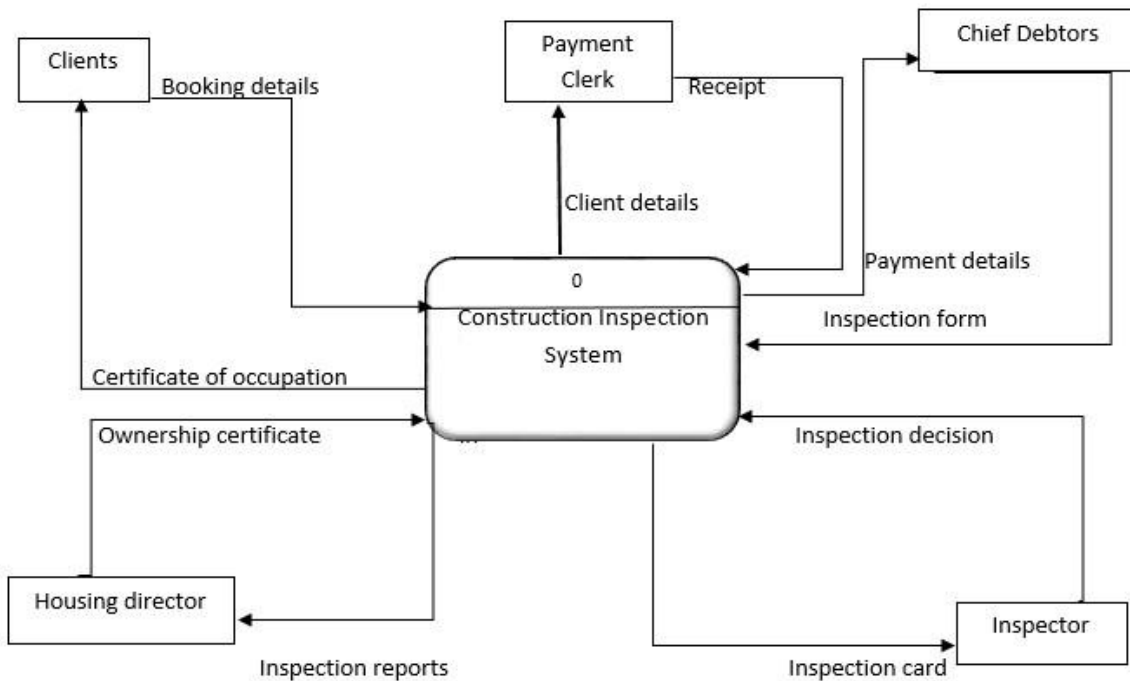 Clients
Booking details
Payment
Clerk
Receipt
Chief Debtors
Client details
Payment details
0
Construction Inspection
System
Inspection form
Certificate of occupation
Ownership certificate
Inspection decision
Housing director
Inspector
Inspection reports
Inspection card